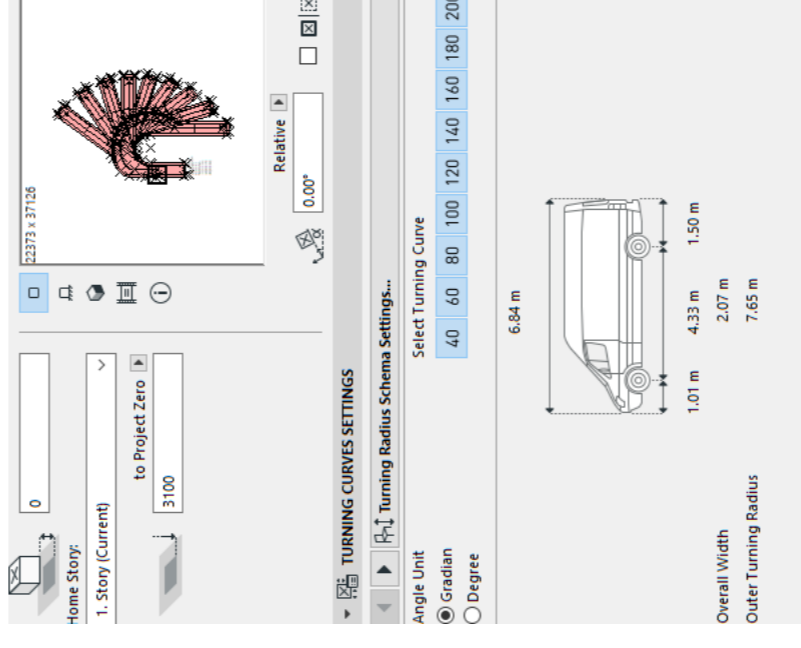 0
Home Story:
1. Story (Current)
to Project Zero
3100
22373 x 37126
Relative
0.00°
TURNING CURVES SETTINGS
Turning Radius Schema Settings...
Angle Unit
Gradian
Degree
Select Turning Curve
40 60 80 100 120 140 160 180 200
6.84 m
1.01 m 4.33 m 1.50 m
Overall Width 2.07 m
Outer Turning Radius 7.65 m